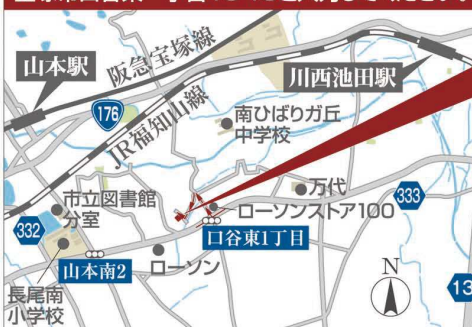 阪急宝塚線
山本駅
川西池田駅
176
JR福知山線
南ひばりガ丘
中学校
市立図書館
分室
万代
333
ローソンストア100
332
口谷東1丁目
山本南2
ローソン
N
長尾南
小学校
13